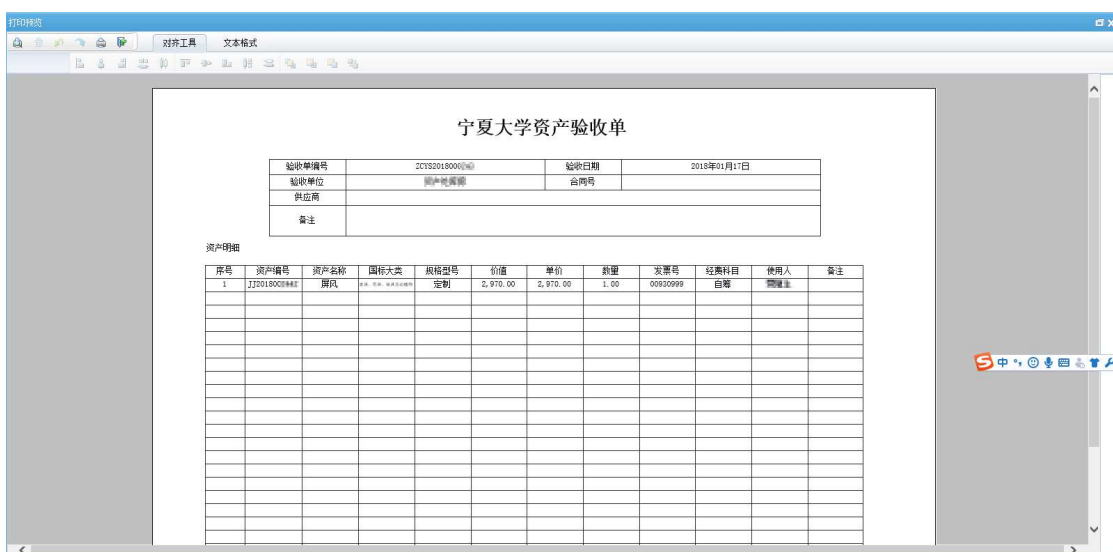 打印预览
对齐工具 文本格式
宁夏大学资产验收单
验收单编号 ZCYS2018000 验收日期 2018年01月17日
验收单位 合同号
供应商
备注
资产明细
序号 资产编号 资产名称 国标大类 规格型号 价值 单价 数量 发票号 经费科目 使用人 备注
1 JJ201800 屏风 定制 2,970.00 2,970.00 1.00 00930999 自筹
中